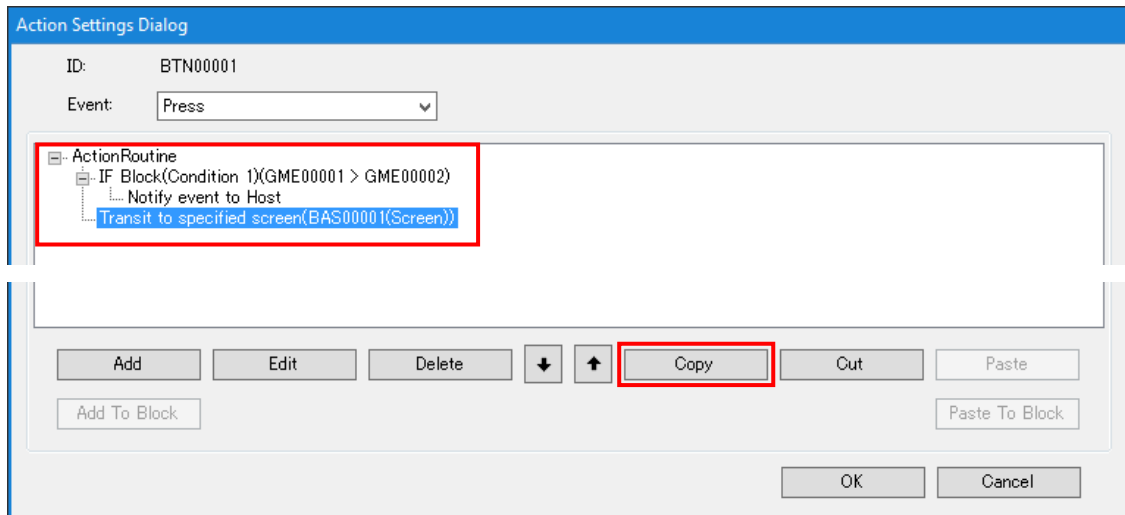 Action Settings Dialog
ID: BTN00001
Event: Press
ActionRoutine
IF Block(Condition 1)(GME00001 > GME00002)
Notify event to Host
Transit to specified screen(BAS00001(Screen))
Add Edit Delete Copy Cut Paste
Add To Block Paste To Block
OK Cancel